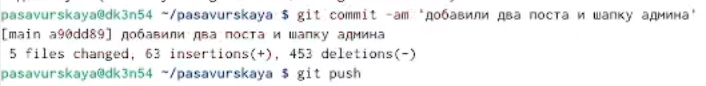 pasavurskaya@dk3n54 ~/pasavurskaya $ git commit -am 'добавили два поста и шапку админа'
[main a90dd89] добавили два поста и шапку админа
 5 files changed, 63 insertions(+), 453 deletions(-)
pasavurskaya@dk3n54 ~/pasavurskaya $ git push